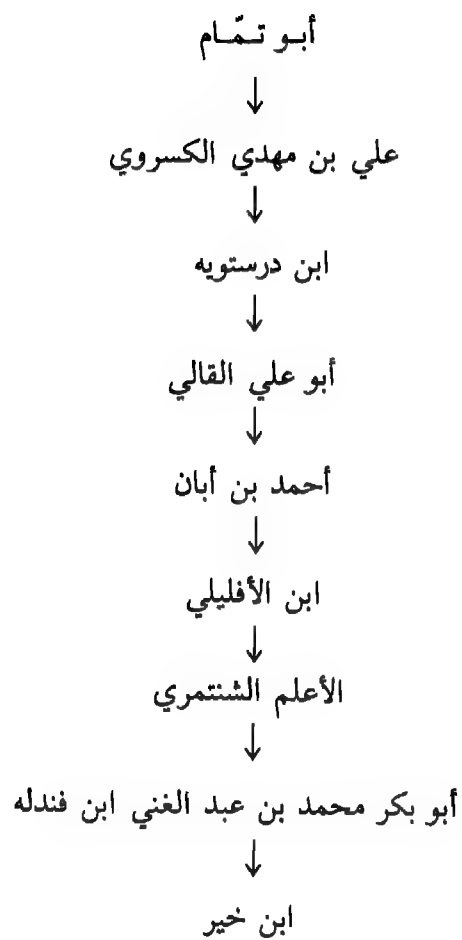 أبو تمّام
↓
علي بن مهدي الكسروي
↓
ابن درستويه
↓
أبو علي القالي
↓
أحمد بن أبان
↓
ابن الأفليلي
↓
الأعلم الشنتمري
↓
أبو بكر محمد بن عبد الغني ابن فندله
↓
ابن خير